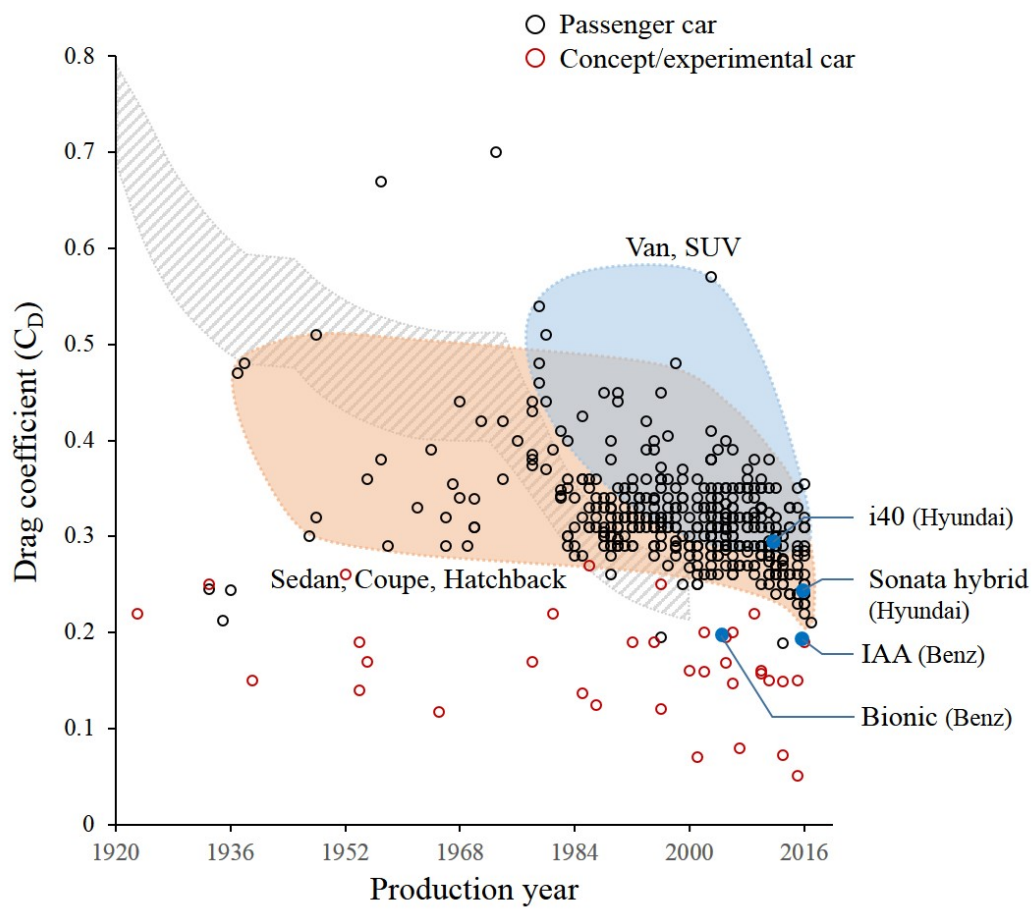 Passenger car
Concept/experimental car
0.8
0.7
0.6
0.5
0.4
0.3
0.2
0.1
0
Drag coefficient (C_D)
Van, SUV
Sedan, Coupe, Hatchback
i40 (Hyundai)
Sonata hybrid
(Hyundai)
IAA (Benz)
Bionic (Benz)
1920 1936 1952 1968 1984 2000 2016
Production year